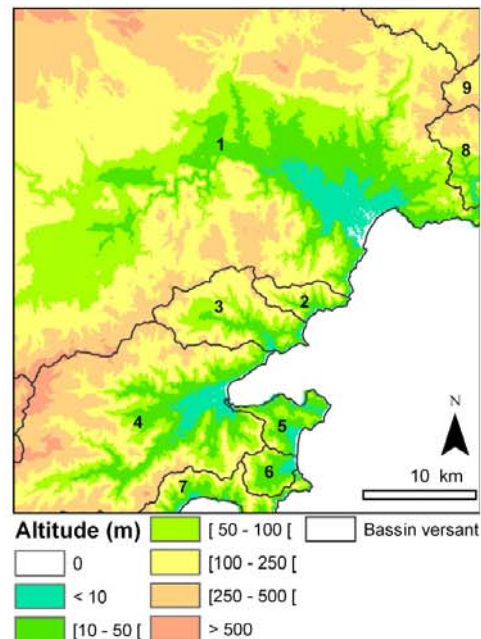 9
8
1
2
3
4
5
6
7
N
10 km
Altitude (m)
0
< 10
[10 - 50 [
[ 50 - 100 [
[100 - 250 [
[250 - 500 [
> 500
Bassin versant